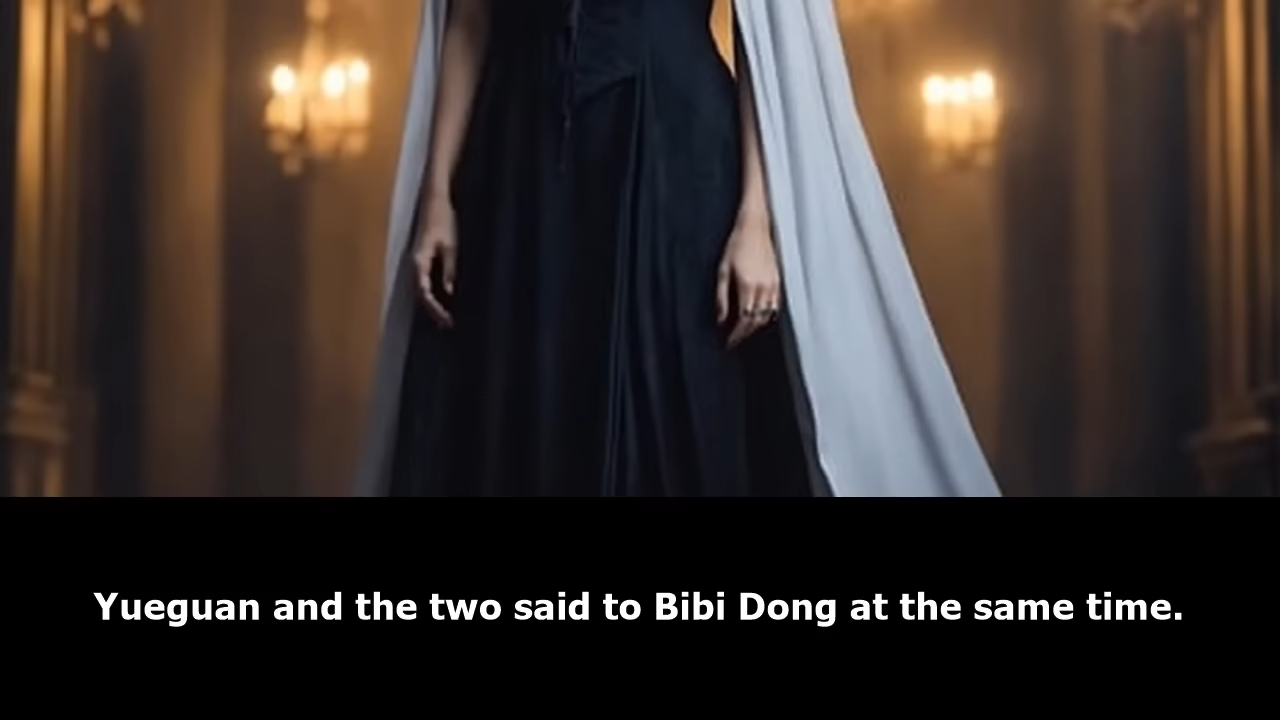 Yueguan and the two said to Bibi Dong at the same time.